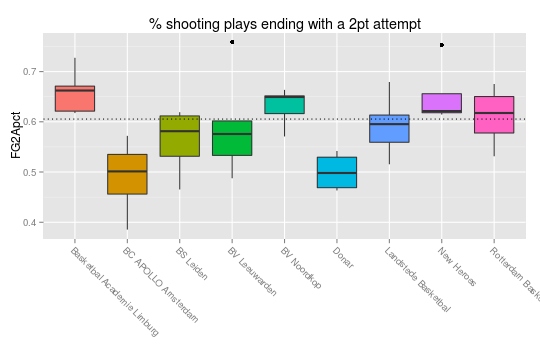 % shooting plays ending with a 2pt attempt
FG2Apct
0.7
0.6
0.5
0.4
Basketbal Academie Limburg
BC APOLLO Amsterdam
BS Leiden
BV Leeuwarden
BV Noordkop
Donar
Landstede Basketbal
New Heroes
Rotterdam Bask